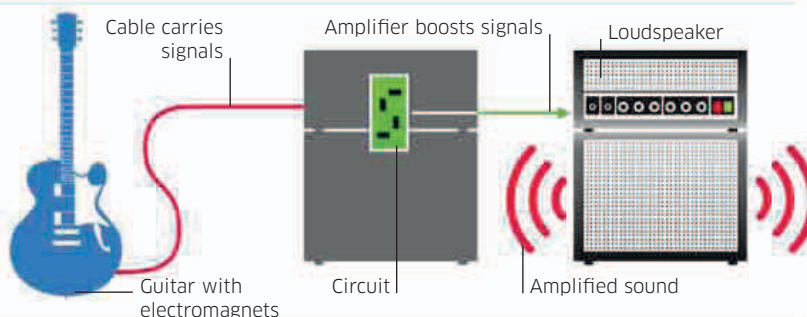 Cable carries
signals
Amplifier boosts signals
Loudspeaker
Guitar with
electromagnets
Circuit
Amplified sound